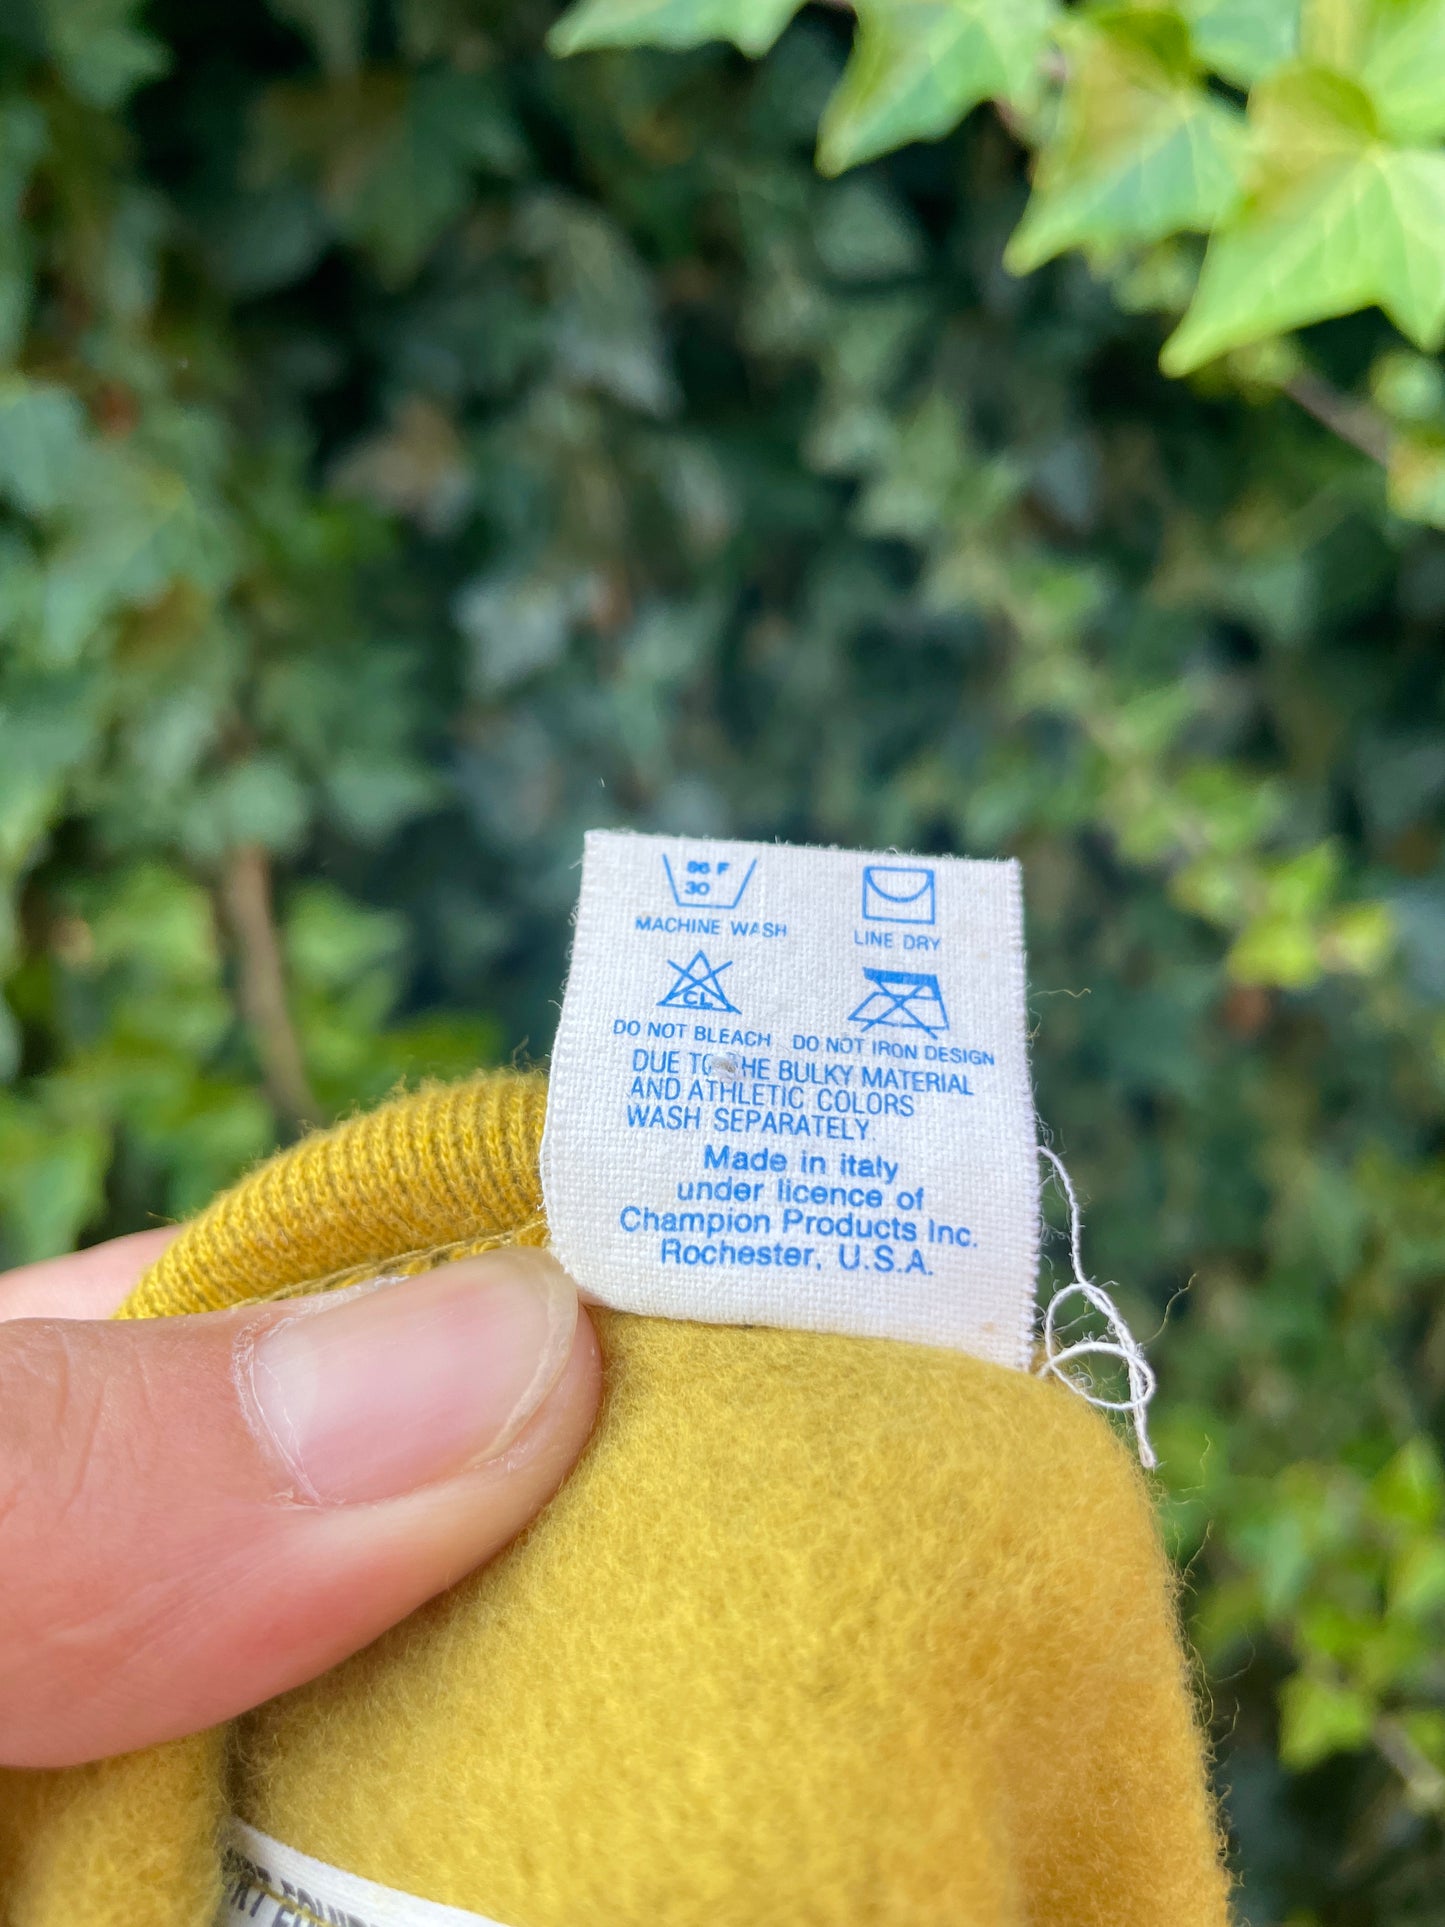 86 F
30
MACHINE WASH
LINE DRY
CL
DO NOT BLEACH
DO NOT IRON DESIGN
DUE TO THE BULKY MATERIAL
AND ATHLETIC COLORS
WASH SEPARATELY.
Made in italy
under licence of
Champion Products Inc.
Rochester, U.S.A.